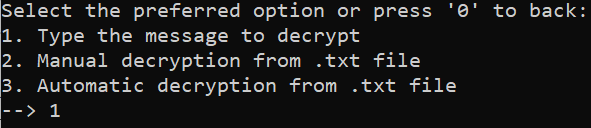 Select the preferred option or press '0' to back:
1. Type the message to decrypt
2. Manual decryption from .txt file
3. Automatic decryption from .txt file
--> 1